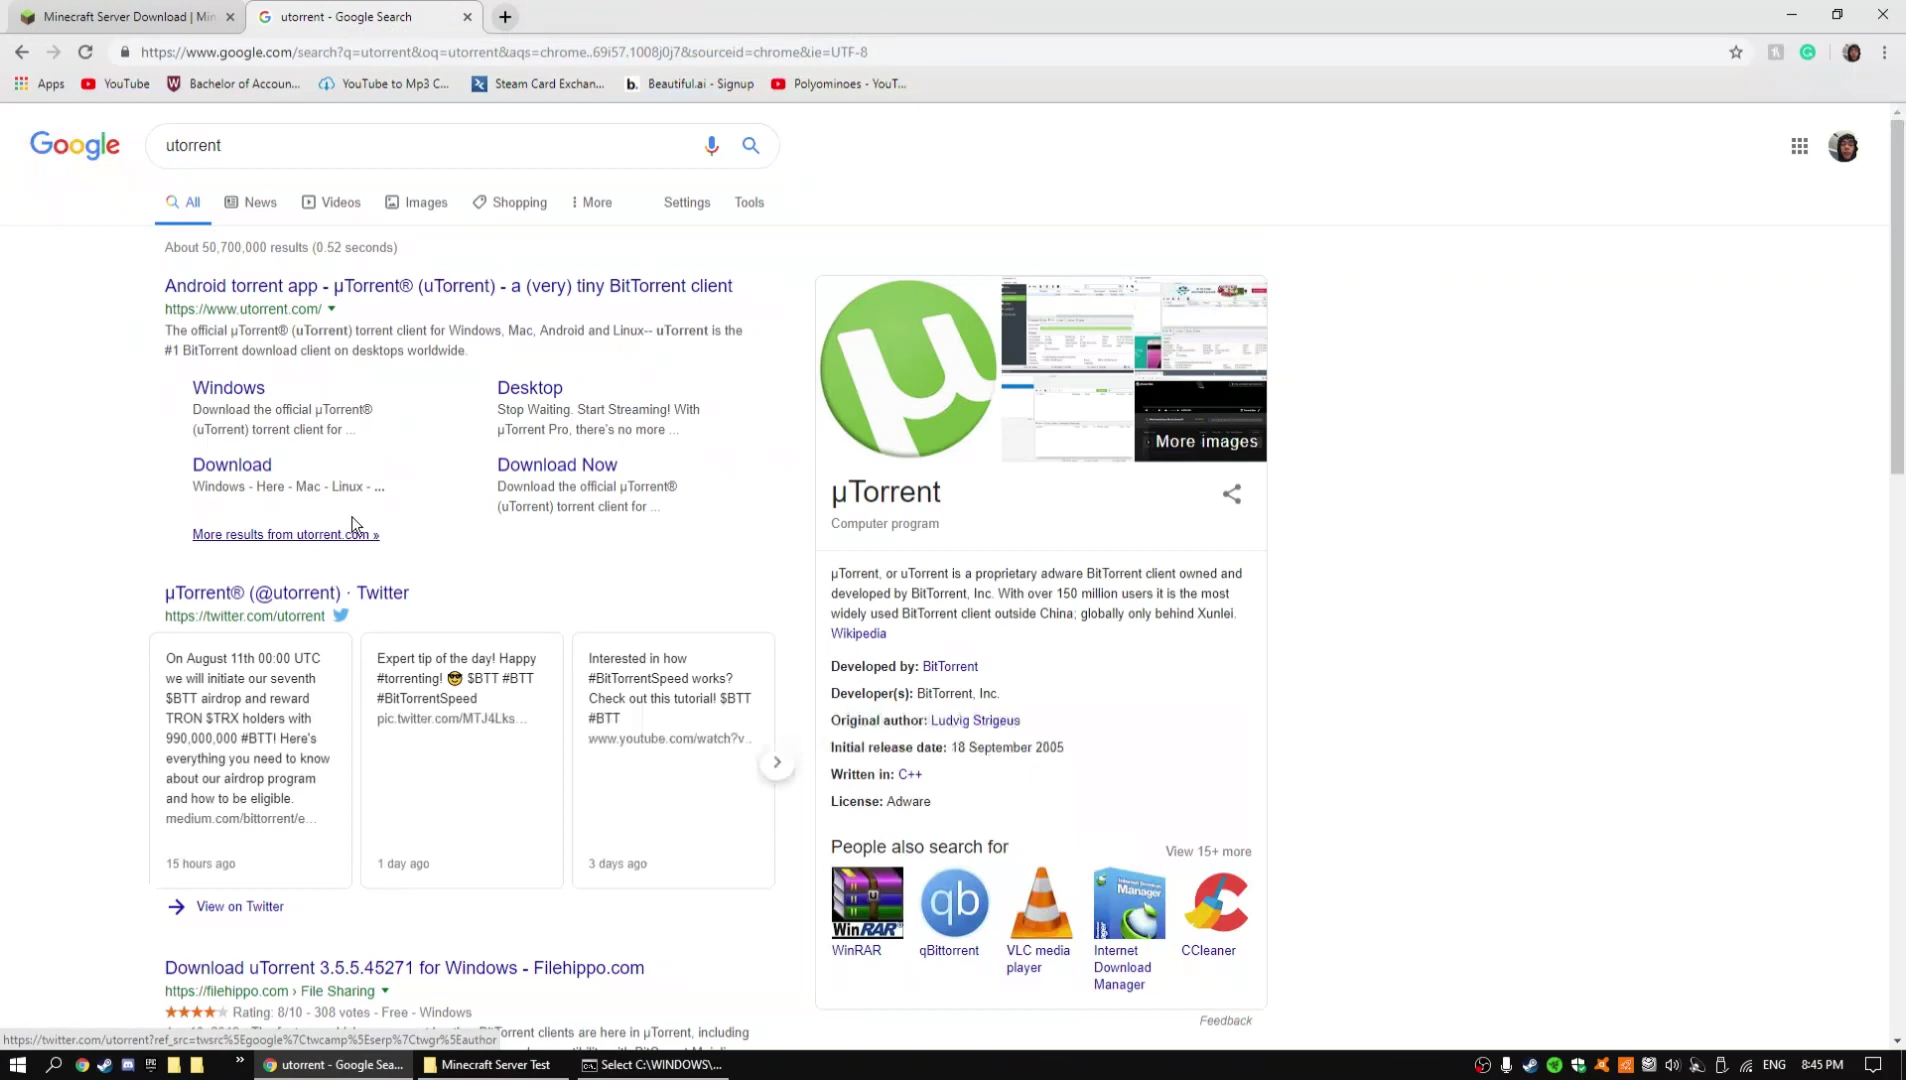 Minecraft Server Download | Min
utorrent - Google Search
https://www.google.com/search?q=utorrent&oq=utorrent&aqs=chrome..69i57.1008j0j7&sourceid=chrome&ie=UTF-8
Apps
YouTube
Bachelor of Accoun...
YouTube to Mp3 C...
Steam Card Exchan...
Beautiful.ai - Signup
Polyominoes - YouT...
Google
utorrent
All
News
Videos
Images
Shopping
More
Settings
Tools
About 50,700,000 results (0.52 seconds)
Android torrent app - µTorrent® (uTorrent) - a (very) tiny BitTorrent client
https://www.utorrent.com/
The official µTorrent® (uTorrent) torrent client for Windows, Mac, Android and Linux-- uTorrent is the
#1 BitTorrent download client on desktops worldwide.
Windows
Download the official µTorrent®
(uTorrent) torrent client for ...
Desktop
Stop Waiting. Start Streaming! With
µTorrent Pro, there's no more ...
Download
Windows - Here - Mac - Linux - ...
Download Now
Download the official µTorrent®
(uTorrent) torrent client for ...
More results from utorrent.com »
µTorrent® (@utorrent) · Twitter
https://twitter.com/utorrent
On August 11th 00:00 UTC
we will initiate our seventh
$BTT airdrop and reward
TRON $TRX holders with
990,000,000 #BTT! Here's
everything you need to know
about our airdrop program
and how to be eligible.
medium.com/bittorrent/e...
15 hours ago
Expert tip of the day! Happy
#torrenting! 😎 $BTT #BTT
#BitTorrentSpeed
pic.twitter.com/MTJ4Lks...
1 day ago
Interested in how
#BitTorrentSpeed works?
Check out this tutorial! $BTT
#BTT
www.youtube.com/watch?v...
3 days ago
View on Twitter
Download uTorrent 3.5.5.45271 for Windows - Filehippo.com
https://filehippo.com › File Sharing
Rating: 8/10 - 308 votes - Free - Windows
Torrent clients are here in µTorrent, including
https://twitter.com/utorrent?ref_src=twsrc%5Egoogle%7Ctwcamp%5Eserp%7Ctwgr%5Eauthor
More images
µTorrent
Computer program
µTorrent, or uTorrent is a proprietary adware BitTorrent client owned and
developed by BitTorrent, Inc. With over 150 million users it is the most
widely used BitTorrent client outside China; globally only behind Xunlei.
Wikipedia
Developed by: BitTorrent
Developer(s): BitTorrent, Inc.
Original author: Ludvig Strigeus
Initial release date: 18 September 2005
Written in: C++
License: Adware
People also search for
View 15+ more
WinRAR
qb
Internet Download Manager
WinRAR
qBittorrent
VLC media
player
Internet
Download
Manager
CCleaner
Feedback
utorrent - Google Sea...
Minecraft Server Test
Select C:\WINDOWS\...
ENG
8:45 PM